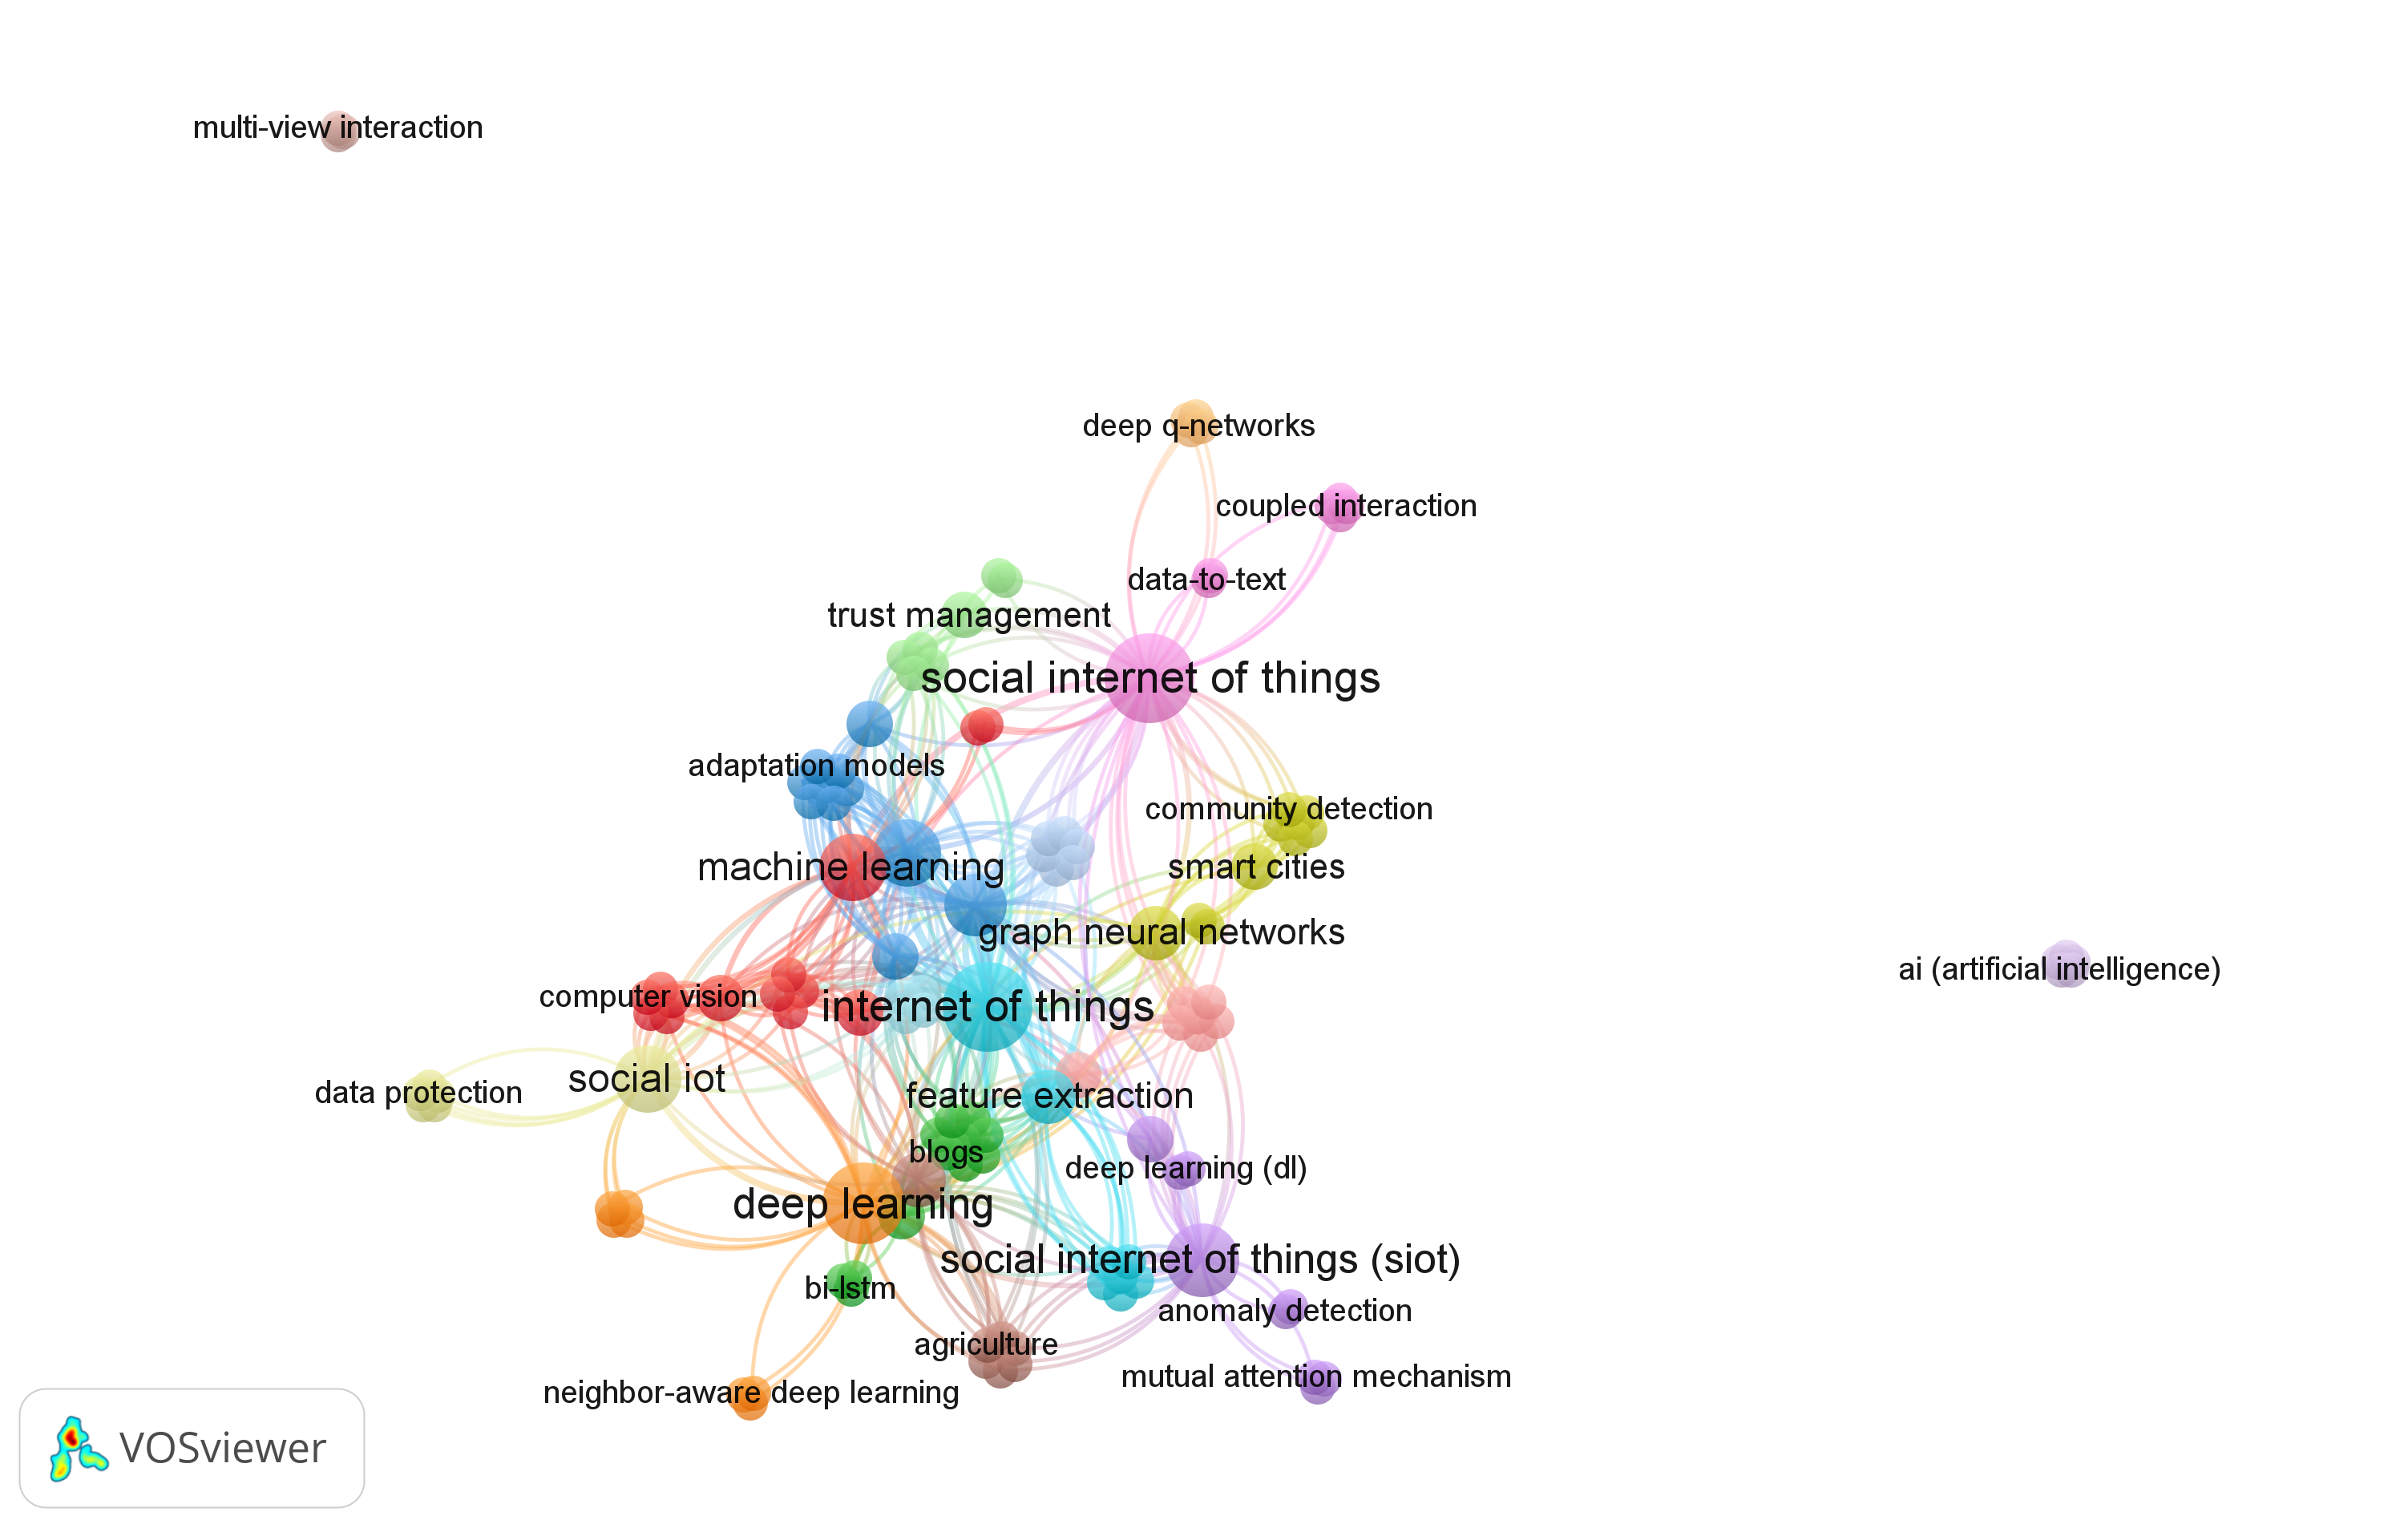 multi-view interaction
deep q-networks
coupled interaction
data-to-text
trust management
social internet of things
adaptation models
community detection
machine learning
smart cities
graph neural networks
ai (artificial intelligence)
computer vision
internet of things
social iot
data protection
feature extraction
blogs
deep learning (dl)
deep learning
social internet of things (siot)
bi-lstm
anomaly detection
agriculture
mutual attention mechanism
neighbor-aware deep learning
VOSviewer